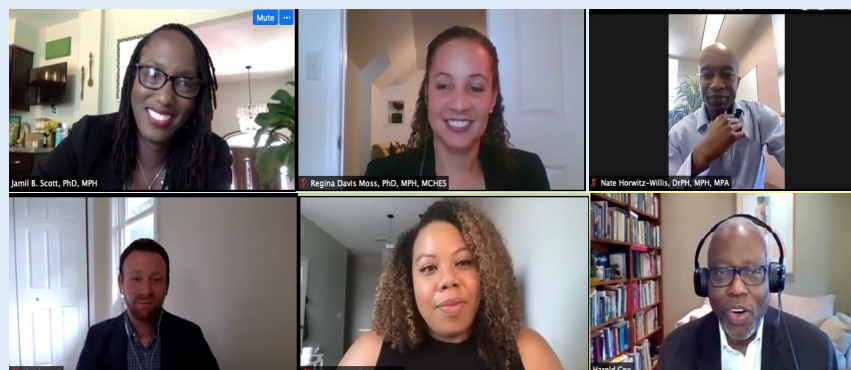 Mute
Jamil B. Scott, PhD, MPH
Regina Davis Moss, PhD, MPH, MCHES
Nate Horwitz-Willis, DrPH, MPH, MPA
Harold Cox